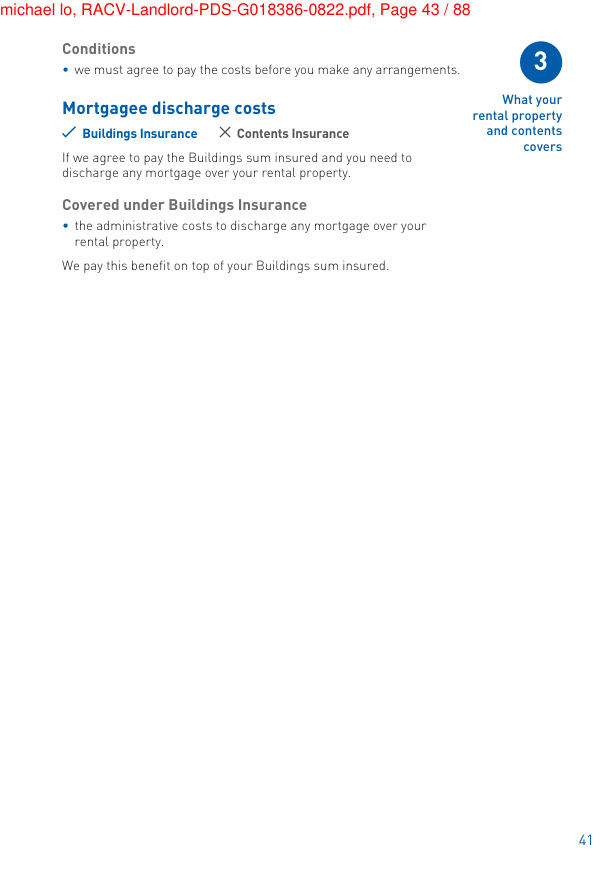 michael lo, RACV-Landlord-PDS-G018386-0822.pdf, Page 43 / 88
Conditions
• we must agree to pay the costs before you make any arrangements.
3
What your
rental property
and contents
covers
Mortgagee discharge costs
✓ Buildings Insurance ✕ Contents Insurance
If we agree to pay the Buildings sum insured and you need to
discharge any mortgage over your rental property.
Covered under Buildings Insurance
• the administrative costs to discharge any mortgage over your
rental property.
We pay this benefit on top of your Buildings sum insured.
41